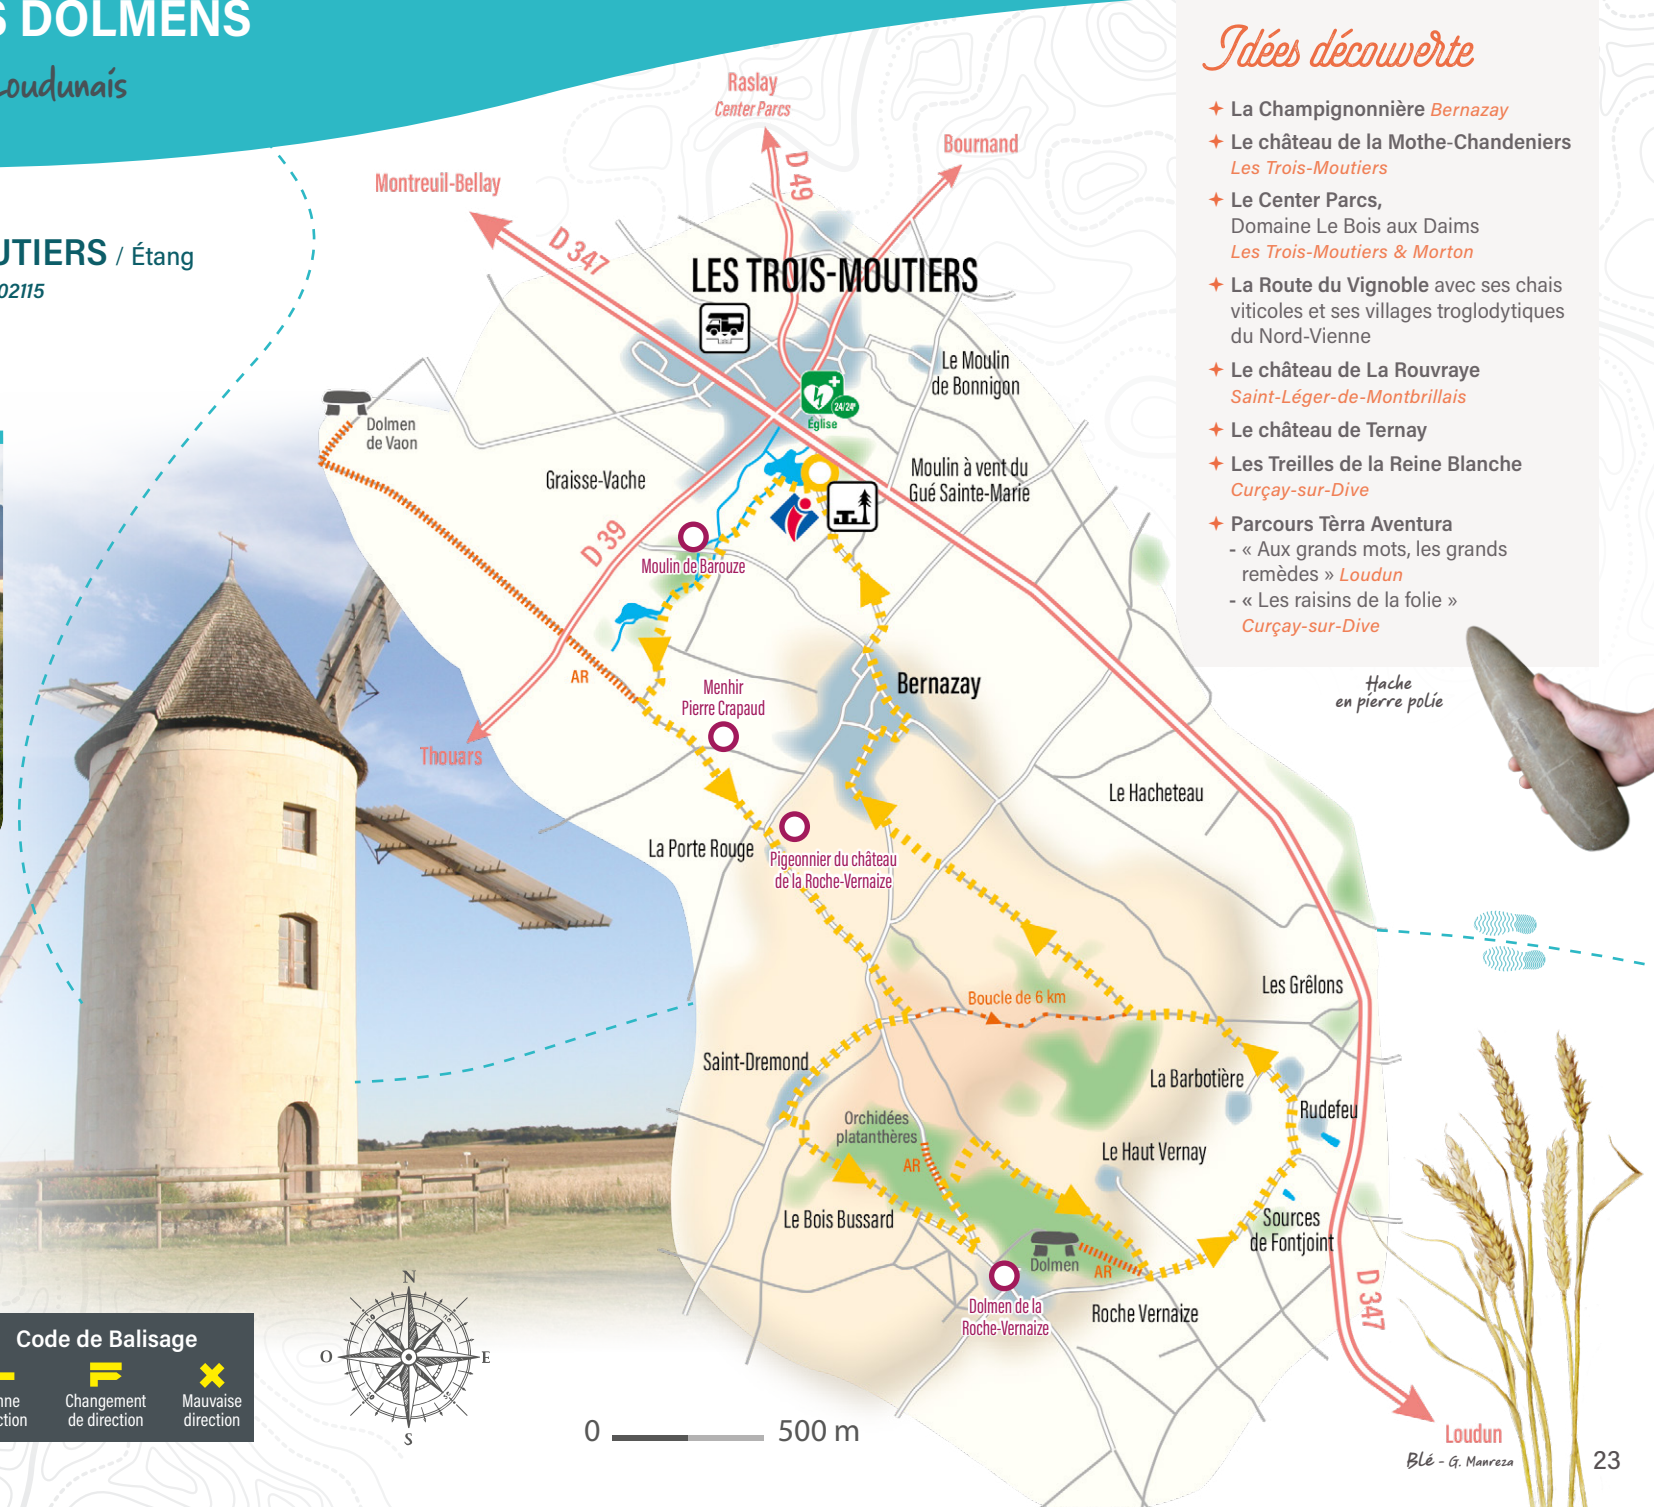 S DOLMENS
Loudunais
UTIERS / Étang
02115
Idées découverte
La Champignonnière Bernazay
Le château de la Mothe-Chandeniers
Les Trois-Moutiers
Le Center Parcs,
Domaine Le Bois aux Daims
Les Trois-Moutiers & Morton
La Route du Vignoble avec ses chais
viticoles et ses villages troglodytiques
du Nord-Vienne
Le château de La Rouvraye
Saint-Léger-de-Montbrillais
Le château de Ternay
Les Treilles de la Reine Blanche
Curçay-sur-Dive
Parcours Tèrra Aventura
- « Aux grands mots, les grands
remèdes » Loudun
- « Les raisins de la folie »
Curçay-sur-Dive
Hache
en pierre polie
Raslay
Center Parcs
D 49
Bournand
Montreuil-Bellay
D 347
LES TROIS-MOUTIERS
Le Moulin
de Bonnigon
24/24
Église
Dolmen
de Vaon
Graisse-Vache
Moulin à vent du
Gué Sainte-Marie
D 39
Moulin de Barouze
AR
Menhir
Pierre Crapaud
Bernazay
Thouars
Le Hacheteau
La Porte Rouge
Pigeonnier du château
de la Roche-Vernaize
Boucle de 6 km
Les Grêlons
Saint-Dremond
La Barbotière
Rudefeu
Orchidées
platanthères
AR
Le Haut Vernay
Le Bois Bussard
Sources
de Fontjoint
Dolmen
AR
Dolmen de la
Roche-Vernaize
Roche Vernaize
D 347
Loudun
Blé - G. Manreza
23
Code de Balisage
nne
ction
Changement
de direction
Mauvaise
direction
N
O
E
S
0
500 m